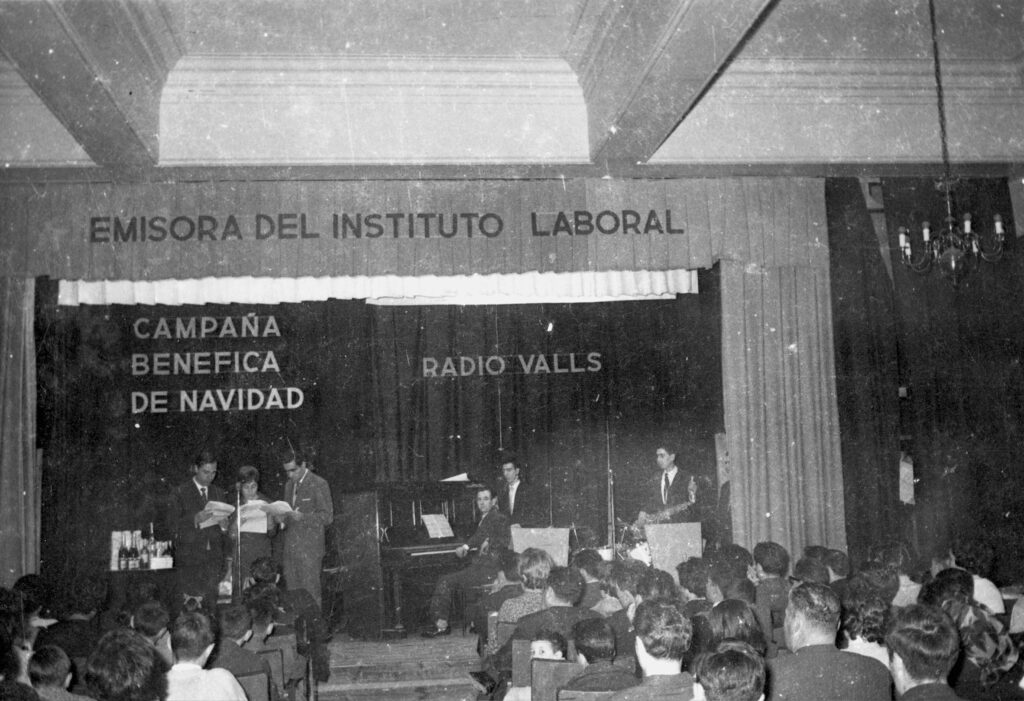 EMISORA DEL INSTITUTO LABORAL
CAMPAÑA
BENEFICA
DE NAVIDAD
RADIO VALLS